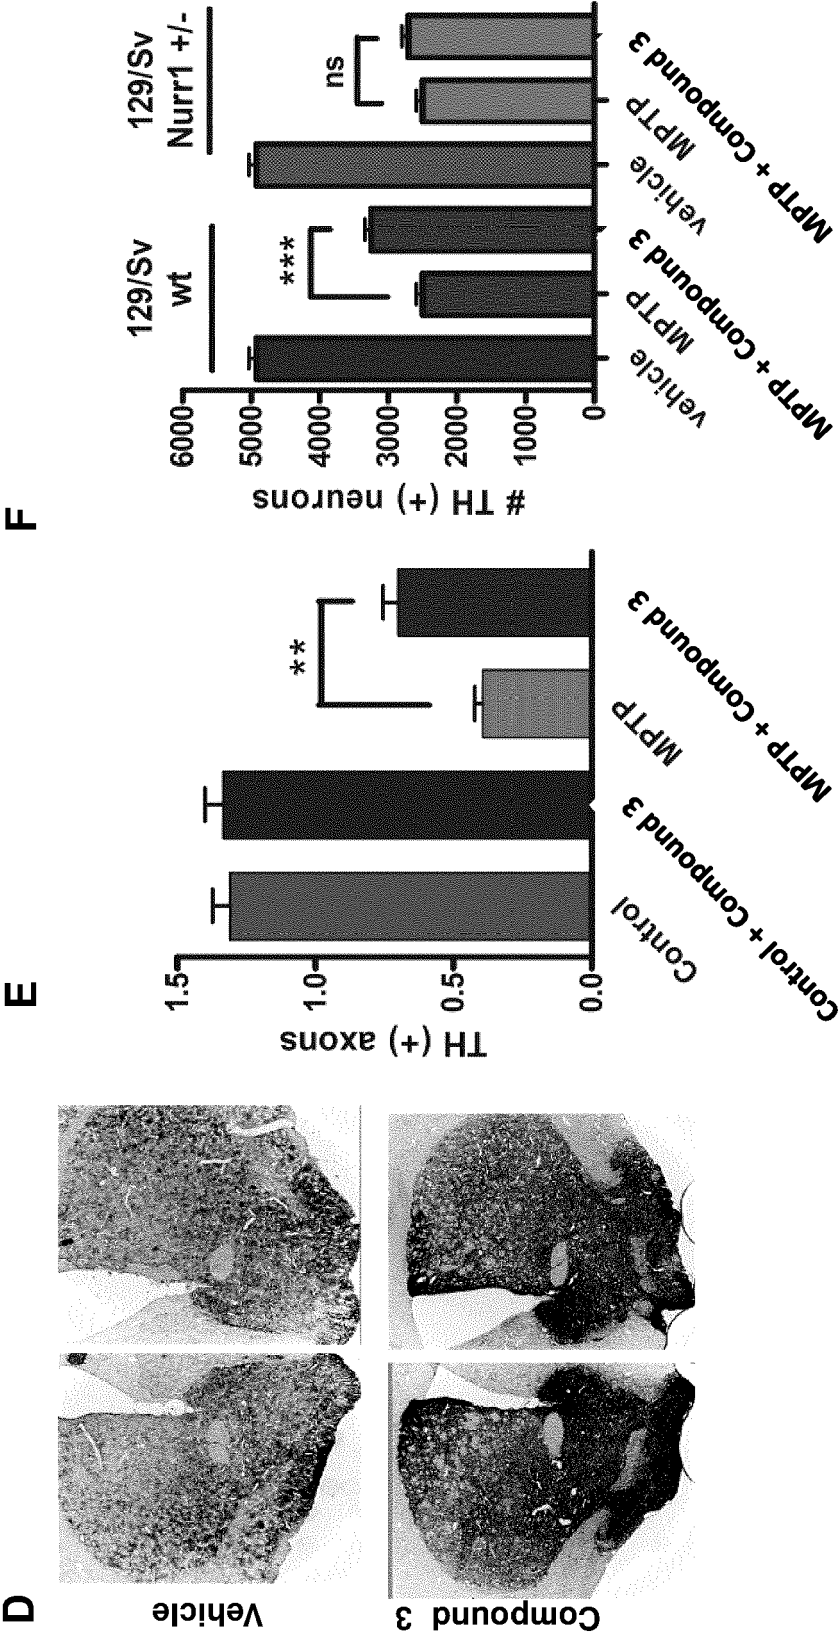 D
Vehicle
Compound 3
E
TH (+) axons
1.5
1.0
0.5
0.0
**
Control
Control + Compound 3
MPTP
MPTP + Compound 3
F
# TH (+) neurons
6000
5000
4000
3000
2000
1000
0
129/Sv
wt
129/Sv
Nurr1 +/-
***
ns
vehicle
MPTP
MPTP + Compound 3
vehicle
MPTP
MPTP + Compound 3